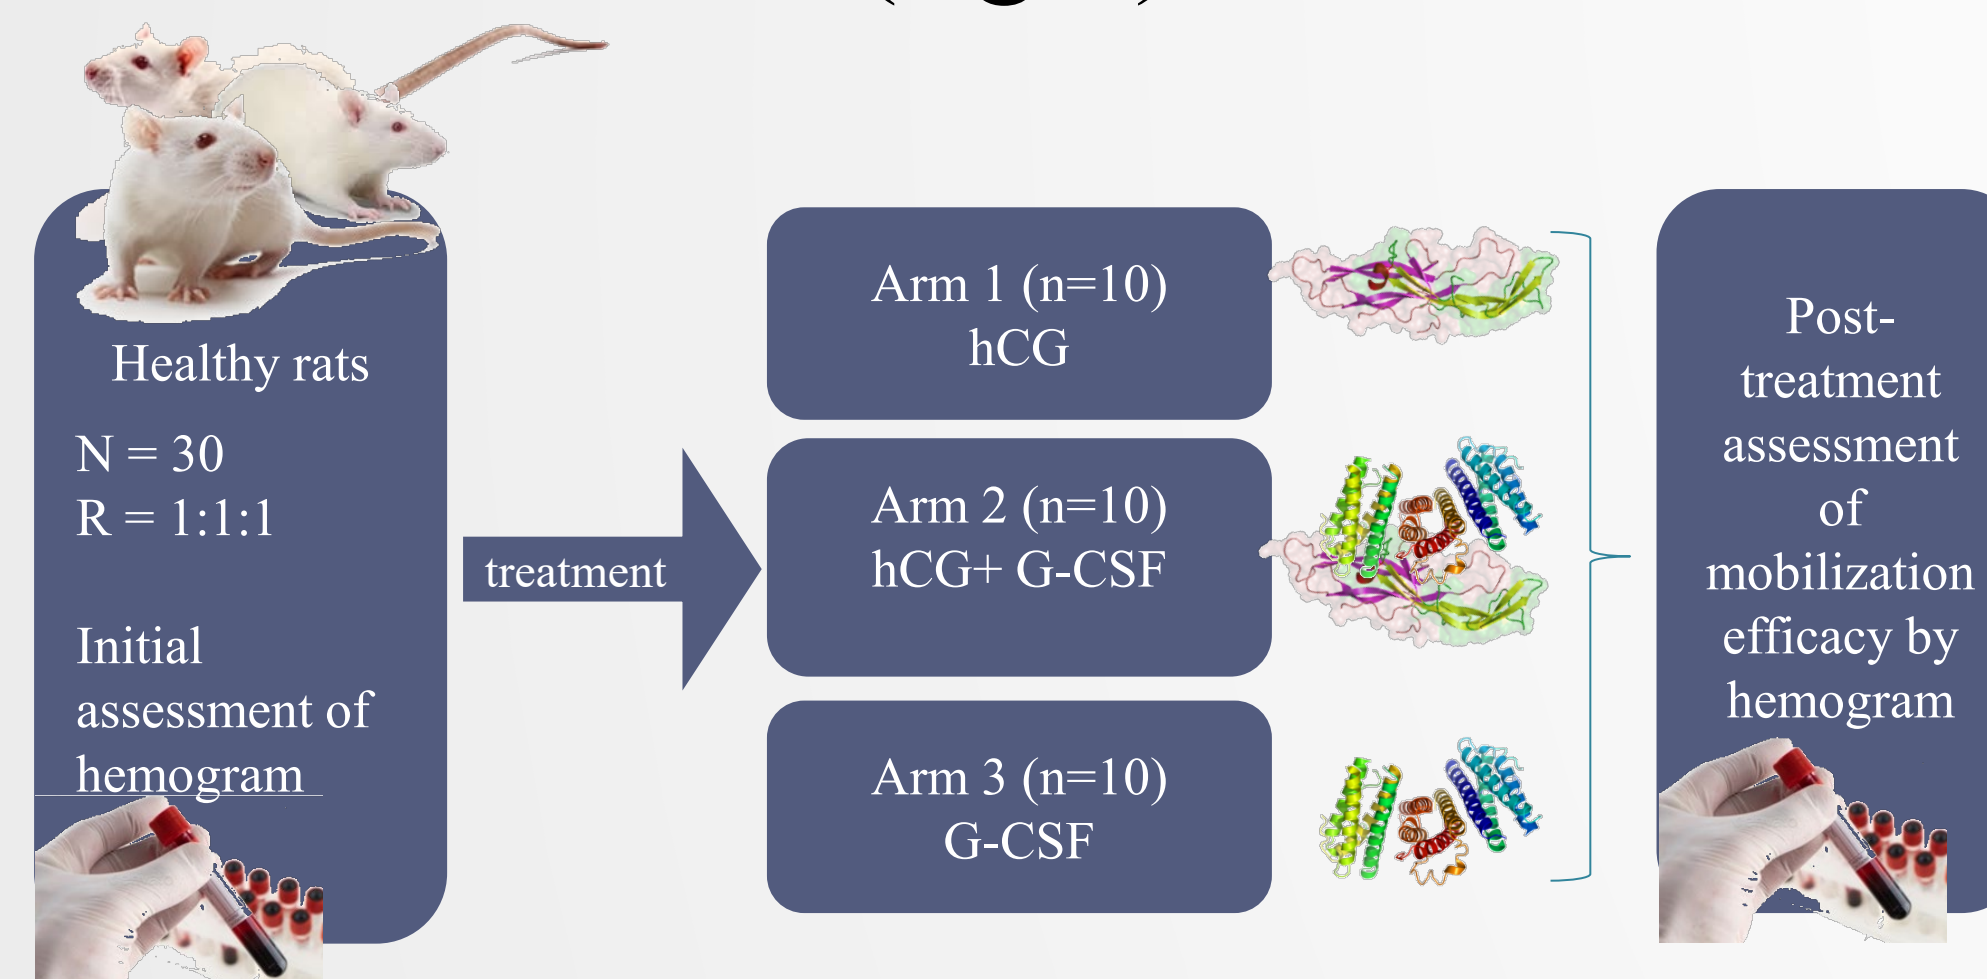 Healthy rats
N = 30
R = 1:1:1
Initial
assessment of
hemogram
treatment
Arm 1 (n=10)
hCG
Arm 2 (n=10)
hCG+ G-CSF
Arm 3 (n=10)
G-CSF
Post-
treatment
assessment
of
mobilization
efficacy by
hemogram